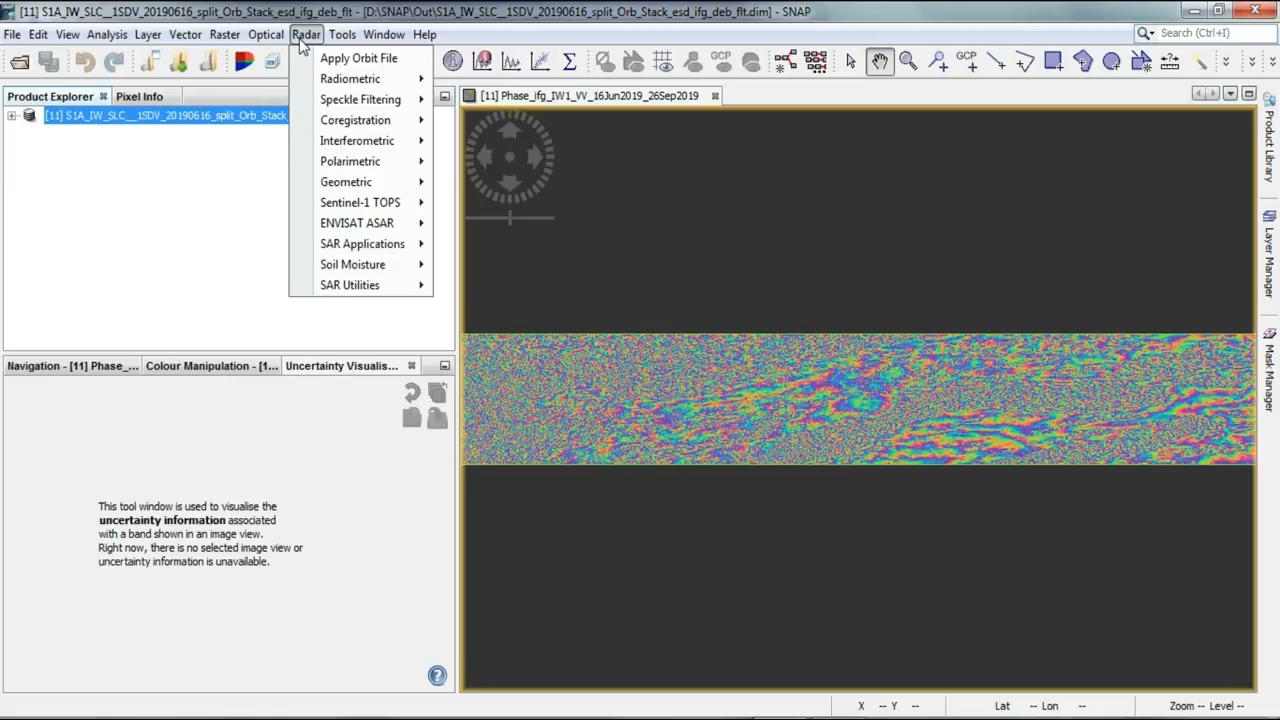 [11] S1A_IW_SLC__1SDV_20190616_split_Orb_Stack_esd_ifg_deb_flt - [D:\SNAP\Out\S1A_IW_SLC__1SDV_20190616_split_Orb_Stack_esd_ifg_deb_flt.dim] - SNAP
File Edit View Analysis Layer Vector Raster Optical Radar Tools Window Help
Search (Ctrl+I)
GCP GCP
Product Explorer Pixel Info
[11] S1A_IW_SLC__1SDV_20190616_split_Orb_Stack_
Apply Orbit File
Radiometric
Speckle Filtering
Coregistration
Interferometric
Polarimetric
Geometric
Sentinel-1 TOPS
ENVISAT ASAR
SAR Applications
Soil Moisture
SAR Utilities
[11] Phase_ifg_IW1_VV_16Jun2019_26Sep2019
Product Library
Layer Manager
Mask Manager
Navigation - [11] Phase_... Colour Manipulation - [1... Uncertainty Visualis...
This tool window is used to visualise the
uncertainty information associated
with a band shown in an image view.
Right now, there is no selected image view or
uncertainty information is unavailable.
X -- Y -- Lat -- Lon -- Zoom -- Level --